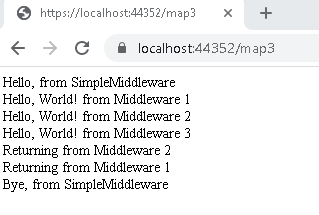 https://localhost:44352/map3
localhost:44352/map3
Hello, from SimpleMiddleware
Hello, World! from Middleware 1
Hello, World! from Middleware 2
Hello, World! from Middleware 3
Returning from Middleware 2
Returning from Middleware 1
Bye, from SimpleMiddleware